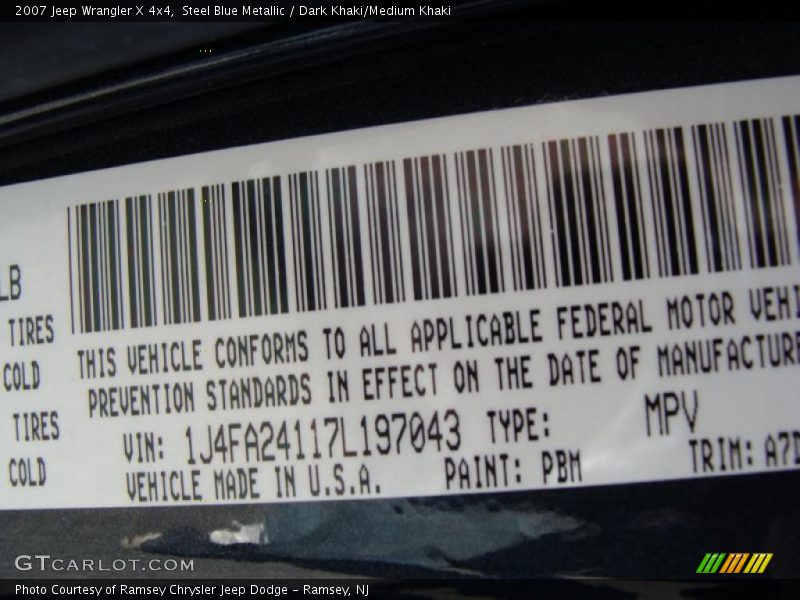 2007 Jeep Wrangler X 4x4, Steel Blue Metallic / Dark Khaki/Medium Khaki
LB
TIRES
COLD
TIRES
COLD
THIS VEHICLE CONFORMS TO ALL APPLICABLE FEDERAL MOTOR VEHI
PREVENTION STANDARDS IN EFFECT ON THE DATE OF MANUFACTURE
VIN: 1J4FA24117L197043 TYPE: MPV
VEHICLE MADE IN U.S.A. PAINT: PBM TRIM: A7D
GTCARLOT.COM
Photo Courtesy of Ramsey Chrysler Jeep Dodge – Ramsey, NJ